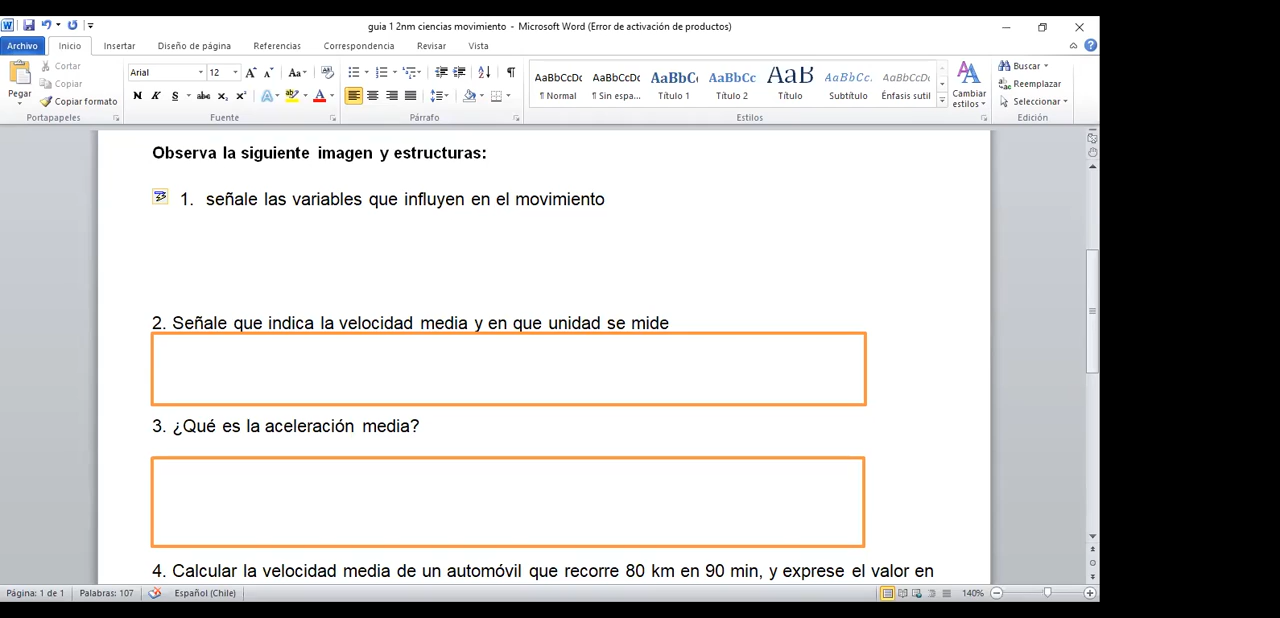 guia 1 2nm ciencias movimiento - Microsoft Word (Error de activación de productos)
Archivo Inicio Insertar Diseño de página Referencias Correspondencia Revisar Vista
Pegar
Cortar
Copiar
Copiar formato
Portapapeles
Arial 12
Fuente
Párrafo
AaBbCcDc AaBbCcDc AaBbC AaBbCc AaB AaBbCc. AaBbCcDc
¶ Normal ¶ Sin espa... Título 1 Título 2 Título Subtítulo Énfasis sutil
Cambiar estilos
Estilos
Buscar
Reemplazar
Seleccionar
Edición
Observa la siguiente imagen y estructuras:
1. señale las variables que influyen en el movimiento
2. Señale que indica la velocidad media y en que unidad se mide
3. ¿Qué es la aceleración media?
4. Calcular la velocidad media de un automóvil que recorre 80 km en 90 min, y exprese el valor en
Página: 1 de 1 Palabras: 107 Español (Chile) 140%